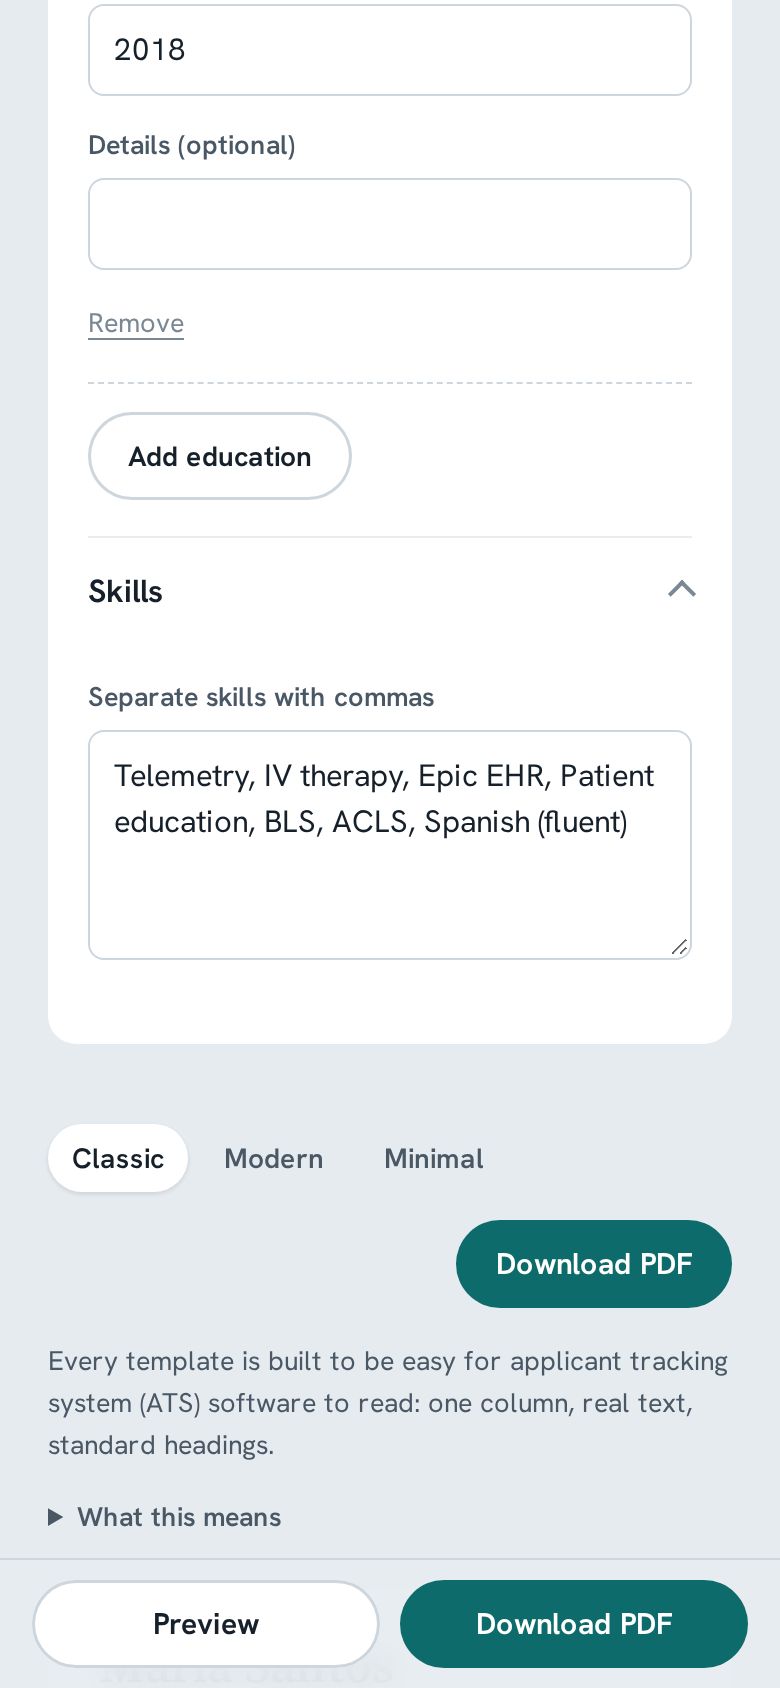 2018
Details (optional)
Remove
Add education
Skills
Separate skills with commas
Telemetry, IV therapy, Epic EHR, Patient
education, BLS, ACLS, Spanish (fluent)
Classic Modern Minimal
Download PDF
Every template is built to be easy for applicant tracking
system (ATS) software to read: one column, real text,
standard headings.
What this means
Preview Download PDF
Maria Santos